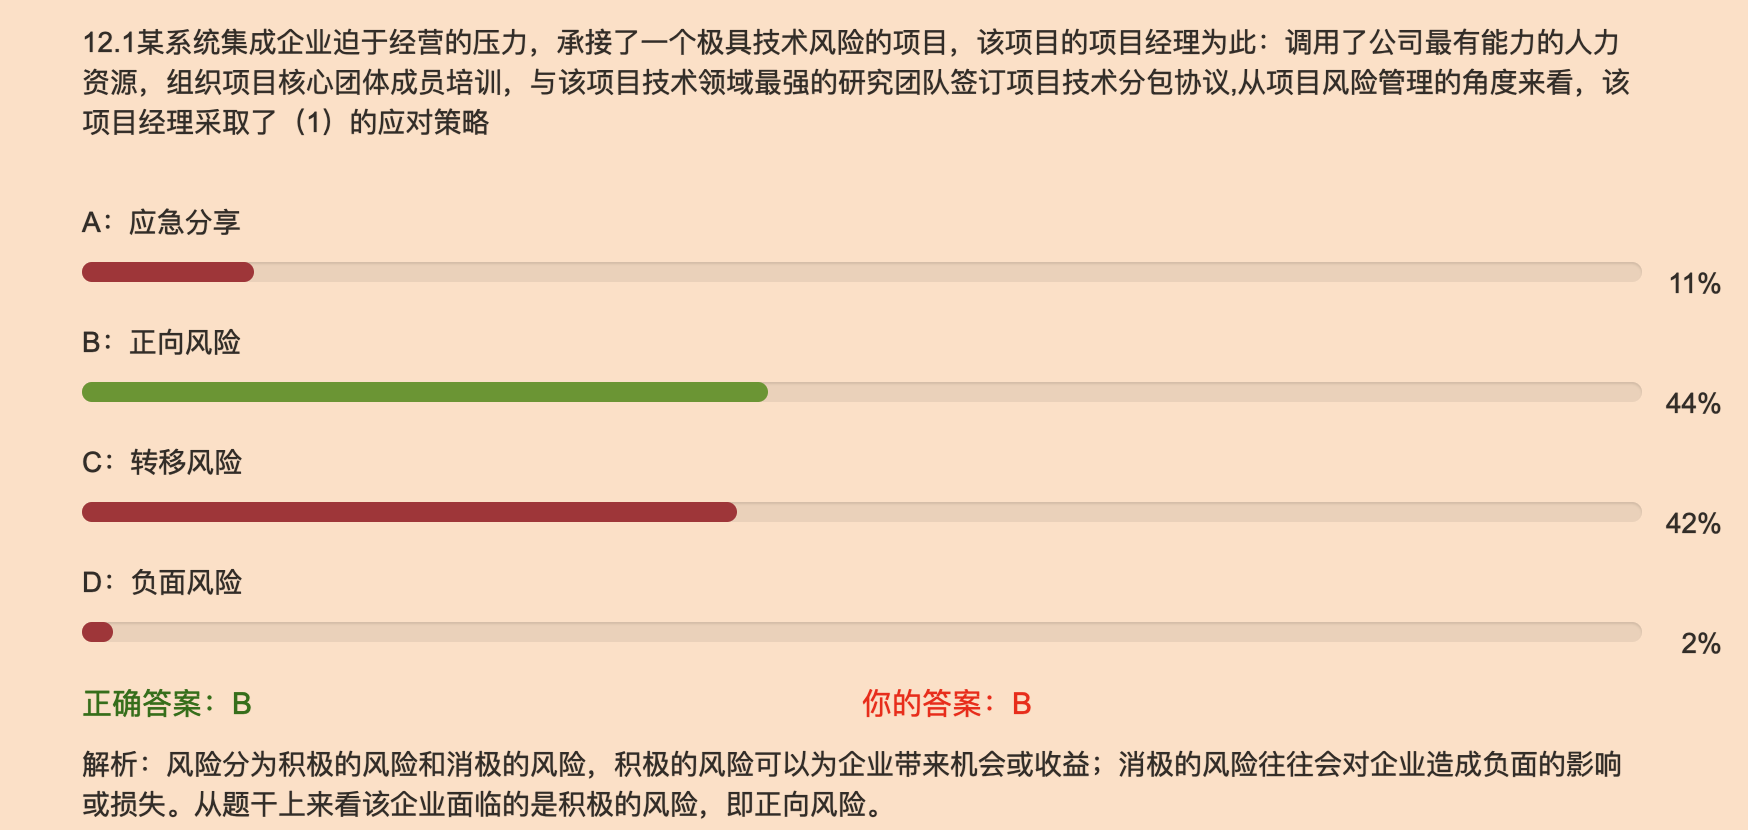 12.1某系统集成企业迫于经营的压力，承接了一个极具技术风险的项目，该项目的项目经理为此：调用了公司最有能力的人力
资源，组织项目核心团体成员培训，与该项目技术领域最强的研究团队签订项目技术分包协议,从项目风险管理的角度来看，该
项目经理采取了（1）的应对策略
A：应急分享
11%
B：正向风险
44%
C：转移风险
42%
D：负面风险
2%
正确答案：B
你的答案：B
解析：风险分为积极的风险和消极的风险，积极的风险可以为企业带来机会或收益；消极的风险往往会对企业造成负面的影响
或损失。从题干上来看该企业面临的是积极的风险，即正向风险。